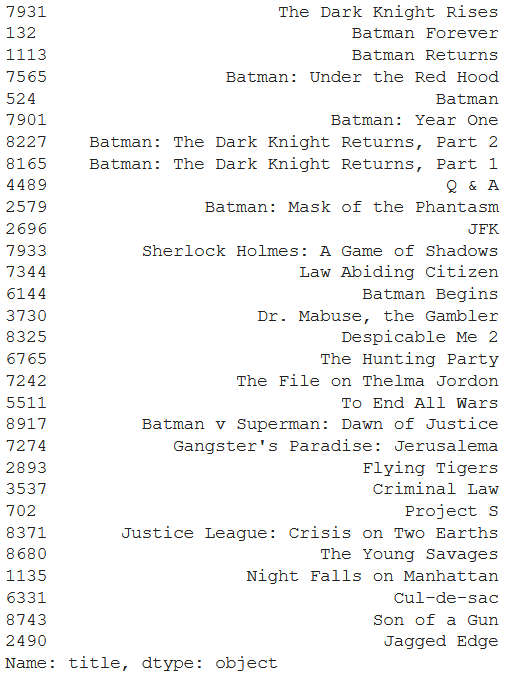 7931 The Dark Knight Rises
132 Batman Forever
1113 Batman Returns
7565 Batman: Under the Red Hood
524 Batman
7901 Batman: Year One
8227 Batman: The Dark Knight Returns, Part 2
8165 Batman: The Dark Knight Returns, Part 1
4489 Q & A
2579 Batman: Mask of the Phantasm
2696 JFK
7933 Sherlock Holmes: A Game of Shadows
7344 Law Abiding Citizen
6144 Batman Begins
3730 Dr. Mabuse, the Gambler
8325 Despicable Me 2
6765 The Hunting Party
7242 The File on Thelma Jordon
5511 To End All Wars
8917 Batman v Superman: Dawn of Justice
7274 Gangster's Paradise: Jerusalema
2893 Flying Tigers
3537 Criminal Law
702 Project S
8371 Justice League: Crisis on Two Earths
8680 The Young Savages
1135 Night Falls on Manhattan
6331 Cul-de-sac
8743 Son of a Gun
2490 Jagged Edge
Name: title, dtype: object